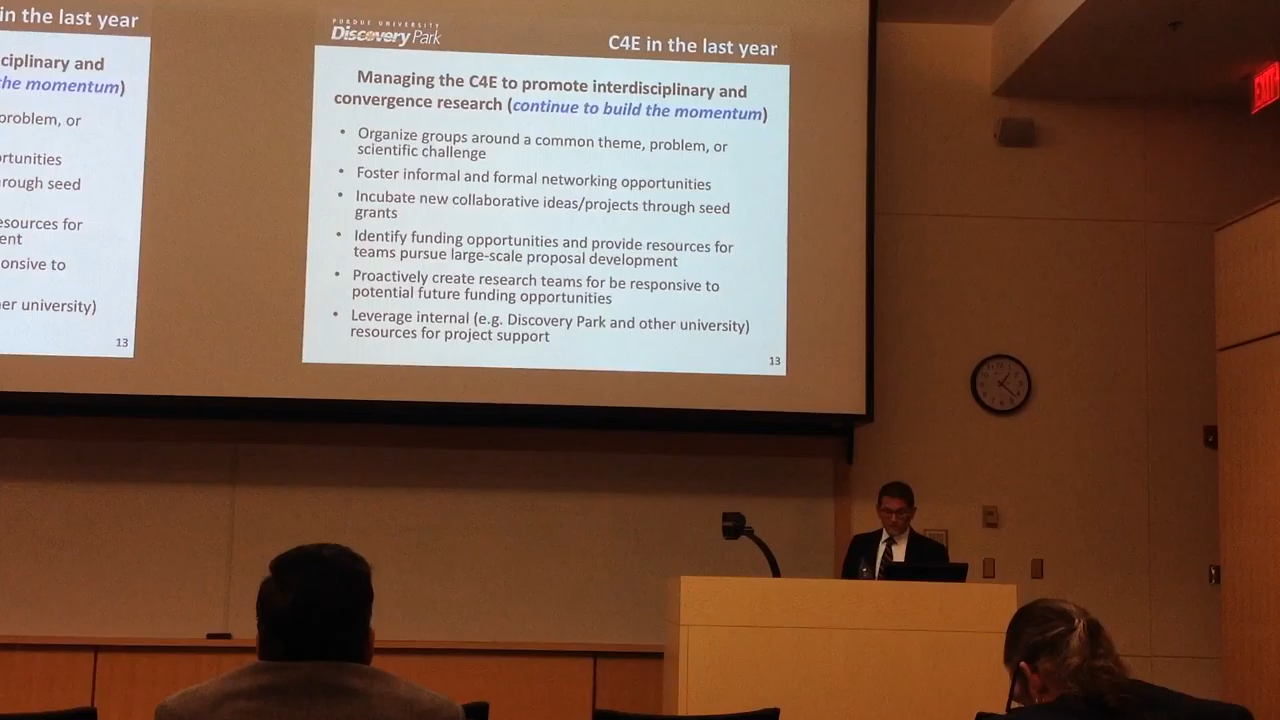 in the last year
ciplinary and
the momentum)
problem, or
rtunities
rough seed
esources for
ent
onsive to
er university)
13
PURDUE UNIVERSITY
Discovery Park
C4E in the last year
Managing the C4E to promote interdisciplinary and
convergence research (continue to build the momentum)
• Organize groups around a common theme, problem, or
scientific challenge
• Foster informal and formal networking opportunities
• Incubate new collaborative ideas/projects through seed
grants
• Identify funding opportunities and provide resources for
teams pursue large-scale proposal development
• Proactively create research teams for be responsive to
potential future funding opportunities
• Leverage internal (e.g. Discovery Park and other university)
resources for project support
13
EXIT